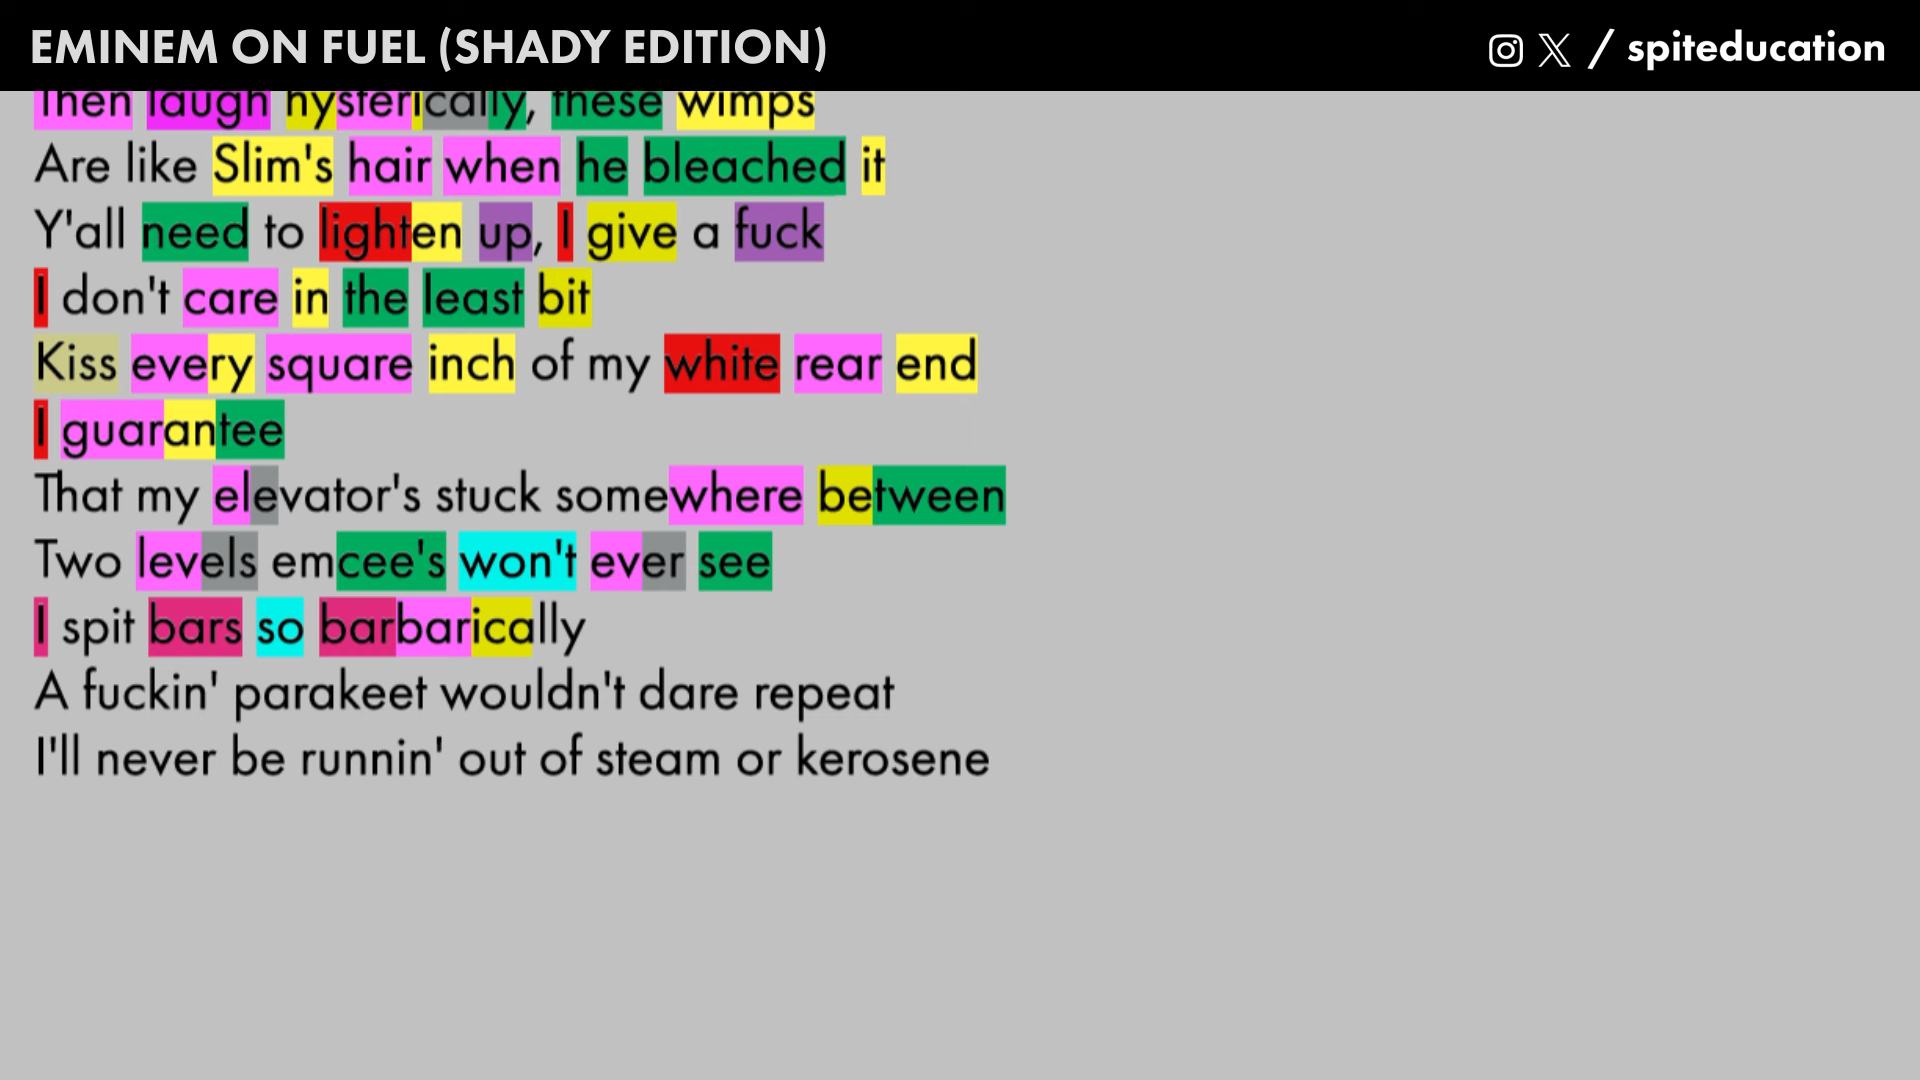 EMINEM ON FUEL (SHADY EDITION)
/ spiteducation
Then laugh hysterically, these wimps
Are like Slim's hair when he bleached it
Y'all need to lighten up, I give a fuck
I don't care in the least bit
Kiss every square inch of my white rear end
I guarantee
That my elevator's stuck somewhere between
Two levels emcee's won't ever see
I spit bars so barbarically
A fuckin' parakeet wouldn't dare repeat
I'll never be runnin' out of steam or kerosene